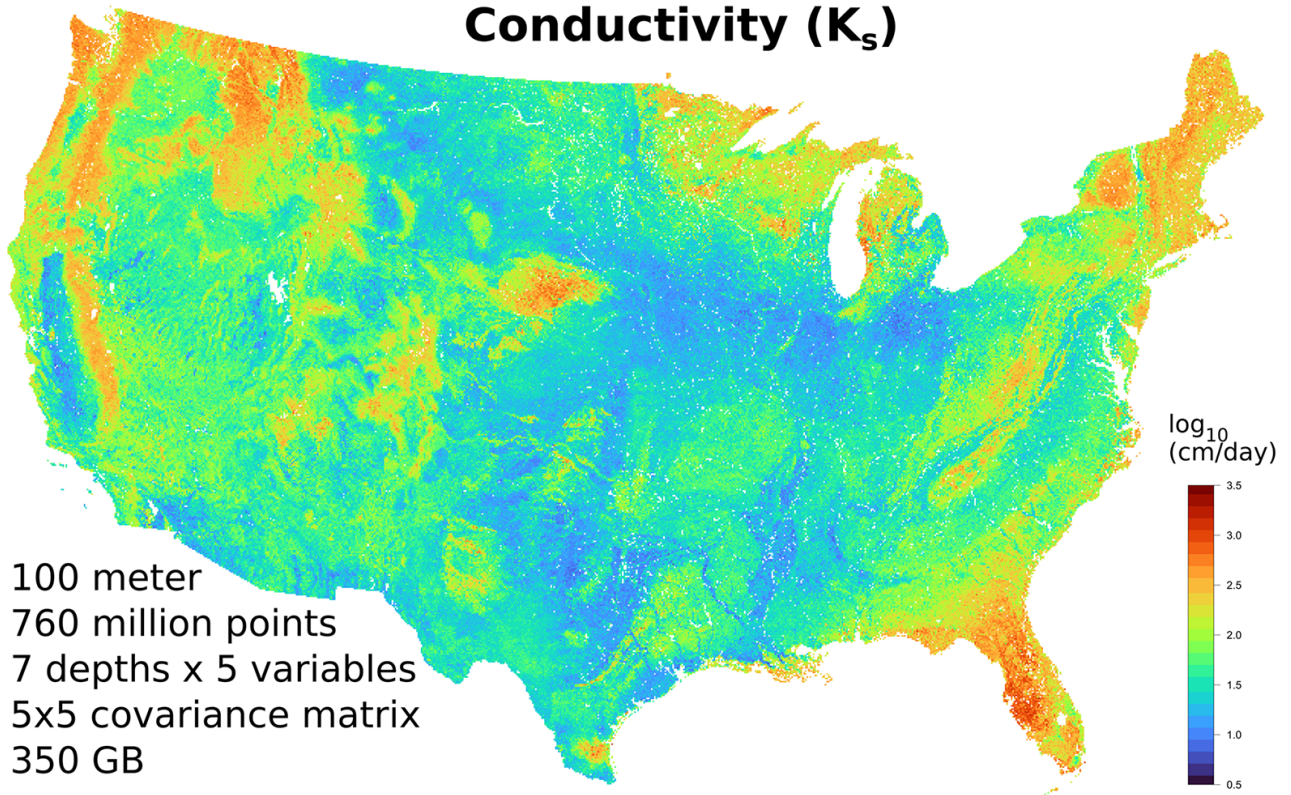 Conductivity (Ks)
log10
(cm/day)
3.5
3.0
2.5
2.0
1.5
1.0
0.5
100 meter
760 million points
7 depths x 5 variables
5x5 covariance matrix
350 GB